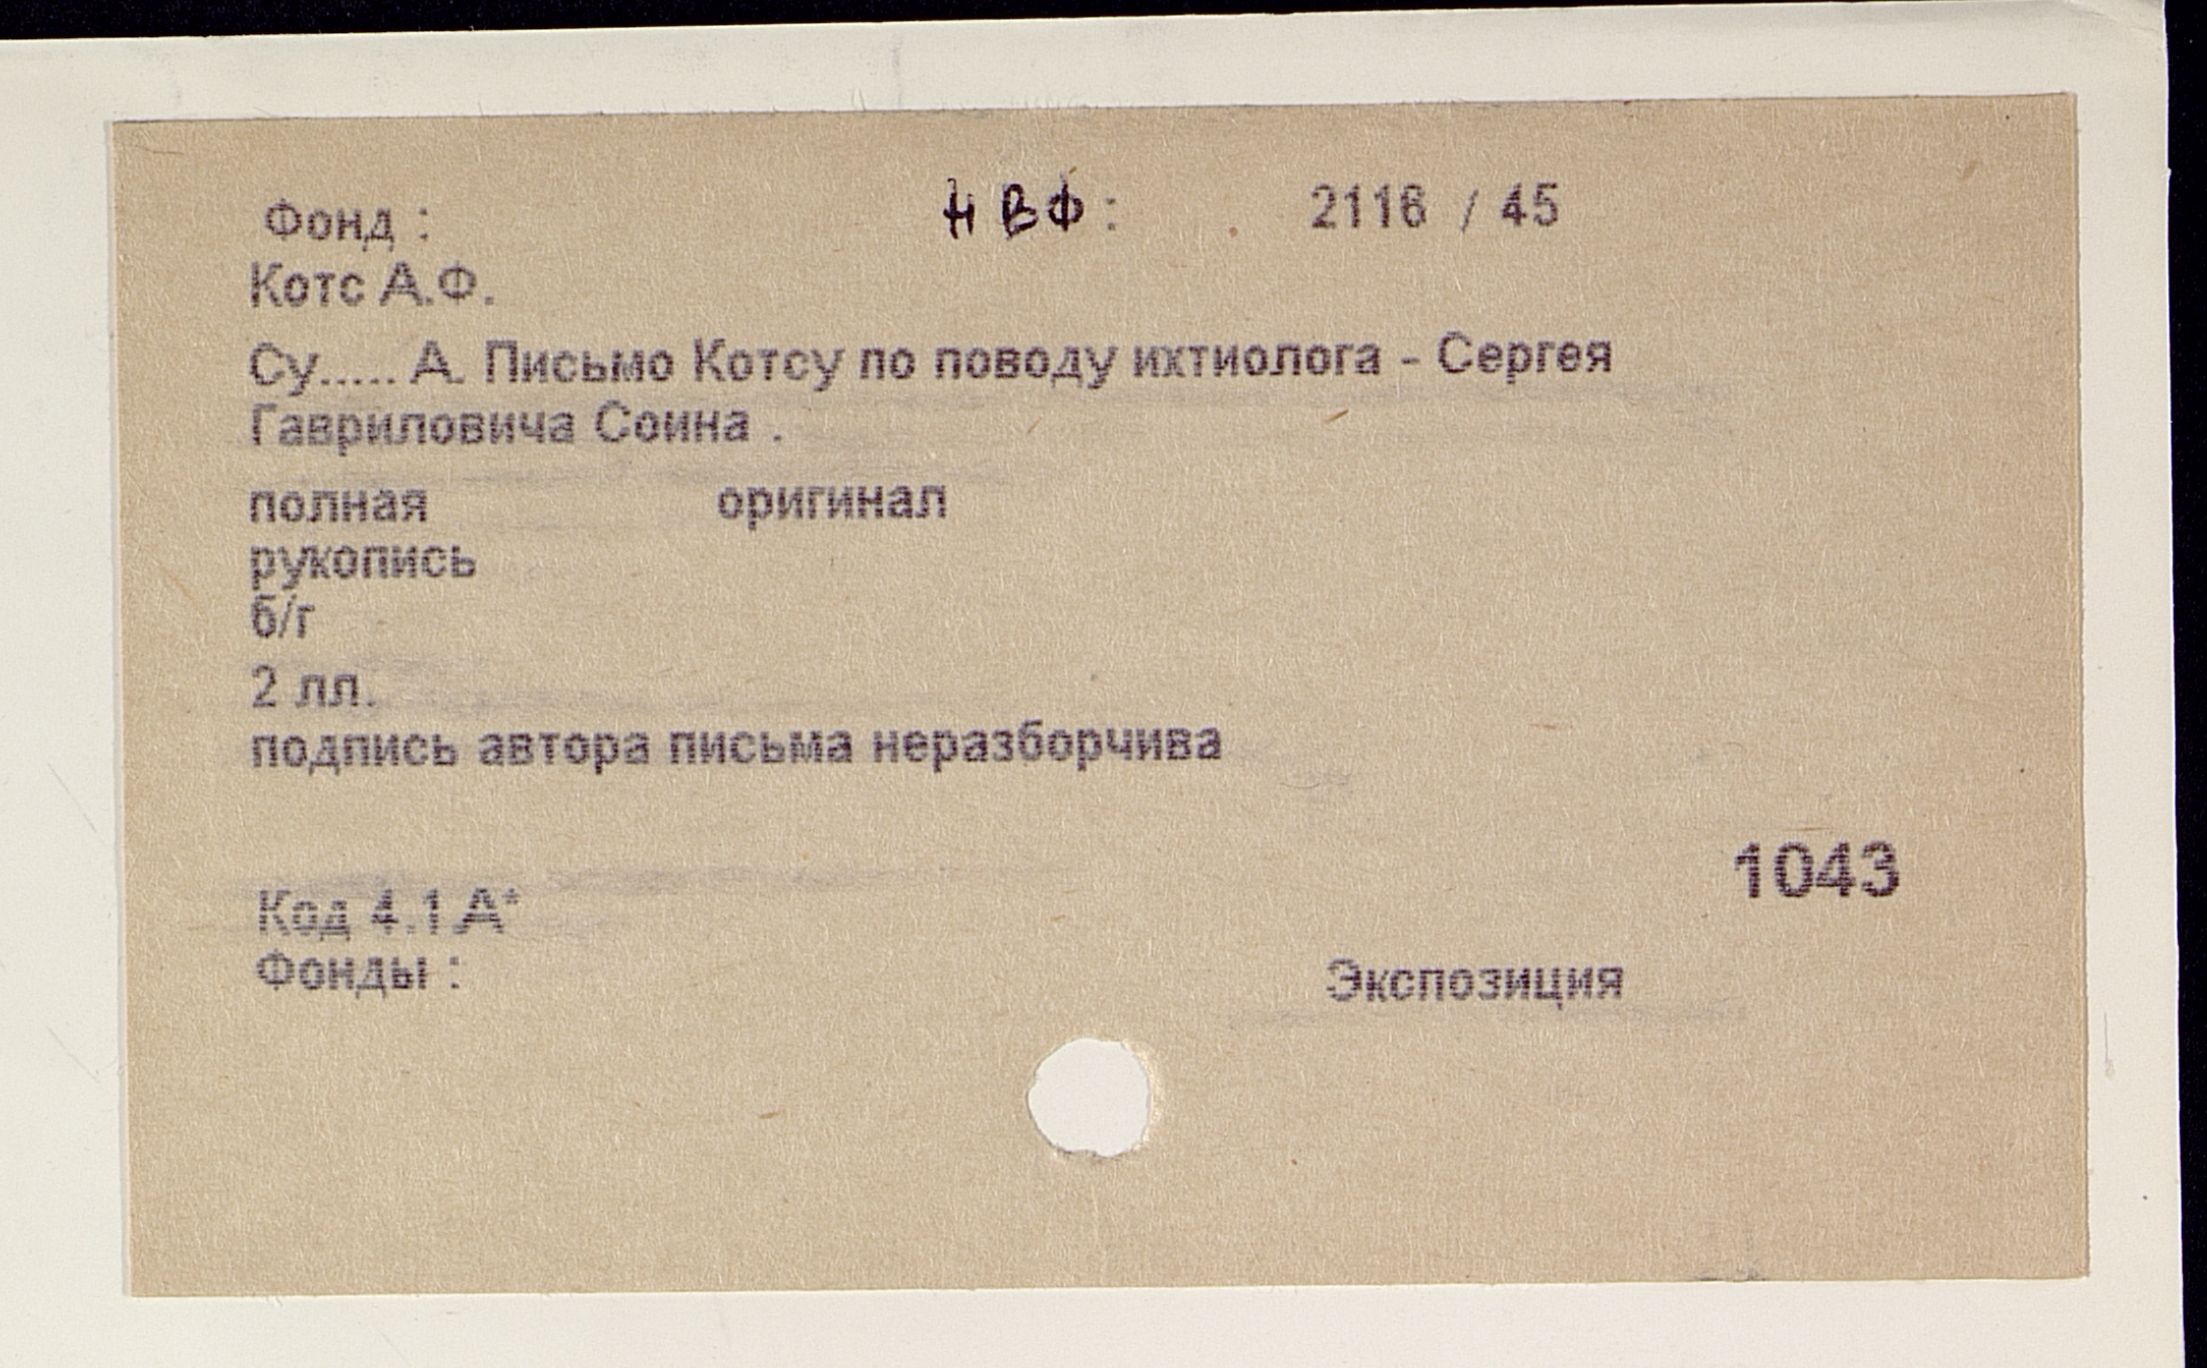 Фонд : НВФ: 2116 / 45
Котс А.Ф.
Су..... А. Письмо Котсу по поводу ихтиолога - Сергея
Гавриловича Соина .
полная оригинал
рукопись
б/г
2 лл.
подпись автора письма неразборчива
1043
Код 4.1.А*
Фонды : Экспозиция